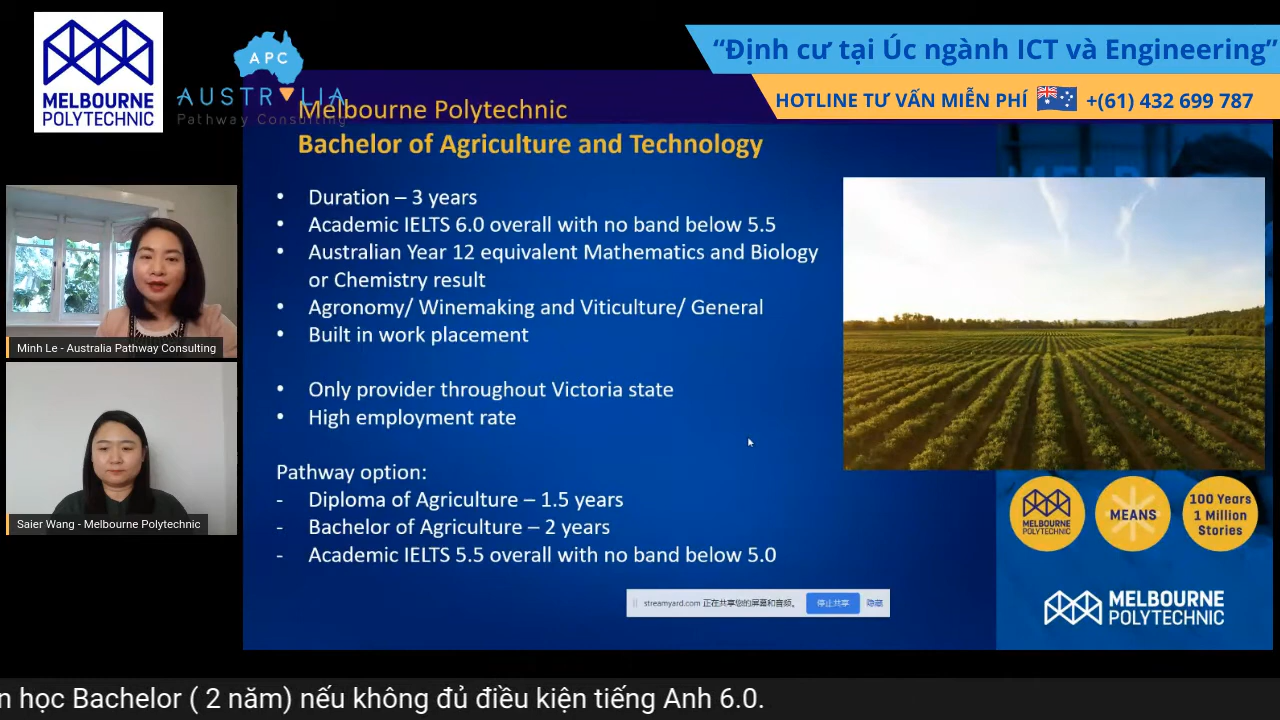 MELBOURNE
POLYTECHNIC
APC
AUSTRALIA
Pathway Consulting
“Định cư tại Úc ngành ICT và Engineering”
HOTLINE TƯ VẤN MIỄN PHÍ +(61) 432 699 787
Melbourne Polytechnic
Bachelor of Agriculture and Technology
• Duration – 3 years
• Academic IELTS 6.0 overall with no band below 5.5
• Australian Year 12 equivalent Mathematics and Biology
or Chemistry result
• Agronomy/ Winemaking and Viticulture/ General
• Built in work placement
• Only provider throughout Victoria state
• High employment rate
Pathway option:
- Diploma of Agriculture – 1.5 years
- Bachelor of Agriculture – 2 years
- Academic IELTS 5.5 overall with no band below 5.0
Minh Le - Australia Pathway Consulting
Saier Wang - Melbourne Polytechnic
MELBOURNE
POLYTECHNIC
MEANS
100 Years
1 Million
Stories
streamyard.com 正在共享您的屏幕和音频。 停止共享 隐藏
MELBOURNE
POLYTECHNIC
n học Bachelor ( 2 năm) nếu không đủ điều kiện tiếng Anh 6.0.